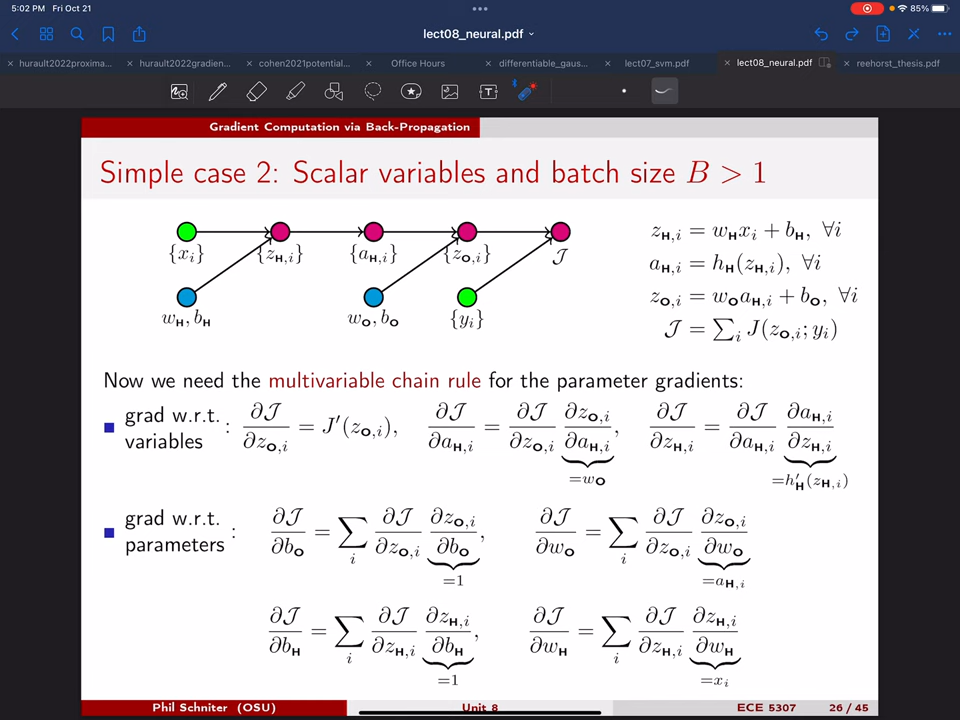 5:02 PM Fri Oct 21
85%
lect08_neural.pdf
hurault2022proxima...
hurault2022gradien...
cohen2021potential...
Office Hours
differentiable_gaus...
lect07_svm.pdf
lect08_neural.pdf
reehorst_thesis.pdf
Gradient Computation via Back-Propagation
Simple case 2: Scalar variables and batch size B > 1
{x_i} {z_{H,i}} {a_{H,i}} {z_{O,i}} 𝒥
w_H, b_H w_O, b_O {y_i}
z_{H,i} = w_H x_i + b_H, ∀i
a_{H,i} = h_H(z_{H,i}), ∀i
z_{O,i} = w_O a_{H,i} + b_O, ∀i
𝒥 = ∑_i J(z_{O,i}; y_i)
Now we need the multivariable chain rule for the parameter gradients:
grad w.r.t. variables : ∂𝒥/∂z_{O,i} = J′(z_{O,i}), ∂𝒥/∂a_{H,i} = ∂𝒥/∂z_{O,i} ∂z_{O,i}/∂a_{H,i}, ∂𝒥/∂z_{H,i} = ∂𝒥/∂a_{H,i} ∂a_{H,i}/∂z_{H,i}
=w_O =h′_H(z_{H,i})
grad w.r.t. parameters : ∂𝒥/∂b_O = ∑_i ∂𝒥/∂z_{O,i} ∂z_{O,i}/∂b_O, ∂𝒥/∂w_O = ∑_i ∂𝒥/∂z_{O,i} ∂z_{O,i}/∂w_O
=1 =a_{H,i}
∂𝒥/∂b_H = ∑_i ∂𝒥/∂z_{H,i} ∂z_{H,i}/∂b_H, ∂𝒥/∂w_H = ∑_i ∂𝒥/∂z_{H,i} ∂z_{H,i}/∂w_H
=1 =x_i
Phil Schniter (OSU) Unit 8 ECE 5307 26 / 45